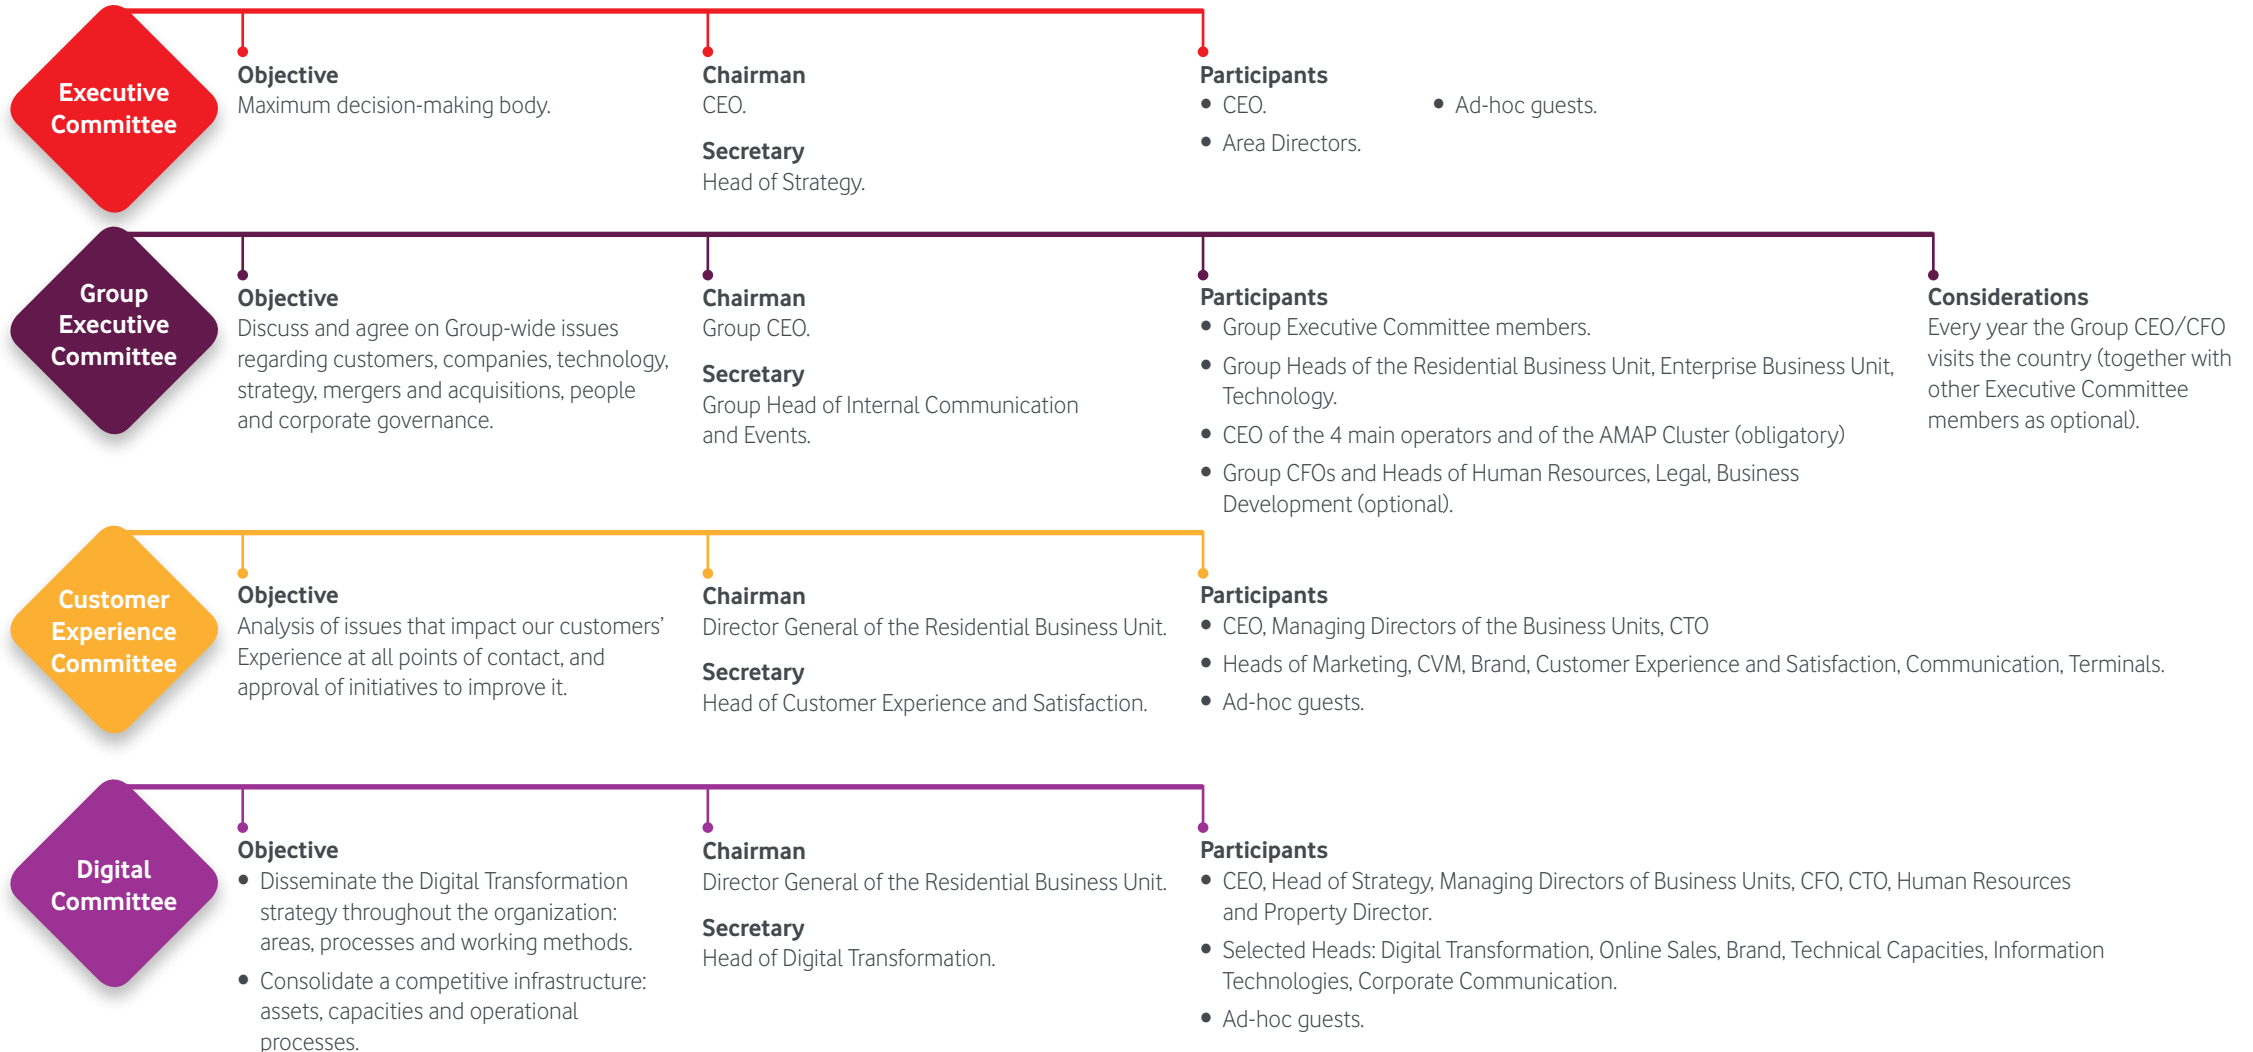 Executive
Committee
Objective
Maximum decision-making body.
Chairman
CEO.
Secretary
Head of Strategy.
Participants
• CEO.
• Area Directors.
• Ad-hoc guests.
Group
Executive
Committee
Objective
Discuss and agree on Group-wide issues
regarding customers, companies, technology,
strategy, mergers and acquisitions, people
and corporate governance.
Chairman
Group CEO.
Secretary
Group Head of Internal Communication
and Events.
Participants
• Group Executive Committee members.
• Group Heads of the Residential Business Unit, Enterprise Business Unit,
Technology.
• CEO of the 4 main operators and of the AMAP Cluster (obligatory)
• Group CFOs and Heads of Human Resources, Legal, Business
Development (optional).
Considerations
Every year the Group CEO/CFO
visits the country (together with
other Executive Committee
members as optional).
Customer
Experience
Committee
Objective
Analysis of issues that impact our customers’
Experience at all points of contact, and
approval of initiatives to improve it.
Chairman
Director General of the Residential Business Unit.
Secretary
Head of Customer Experience and Satisfaction.
Participants
• CEO, Managing Directors of the Business Units, CTO
• Heads of Marketing, CVM, Brand, Customer Experience and Satisfaction, Communication, Terminals.
• Ad-hoc guests.
Digital
Committee
Objective
• Disseminate the Digital Transformation
strategy throughout the organization:
areas, processes and working methods.
• Consolidate a competitive infrastructure:
assets, capacities and operational
processes.
Chairman
Director General of the Residential Business Unit.
Secretary
Head of Digital Transformation.
Participants
• CEO, Head of Strategy, Managing Directors of Business Units, CFO, CTO, Human Resources
and Property Director.
• Selected Heads: Digital Transformation, Online Sales, Brand, Technical Capacities, Information
Technologies, Corporate Communication.
• Ad-hoc guests.